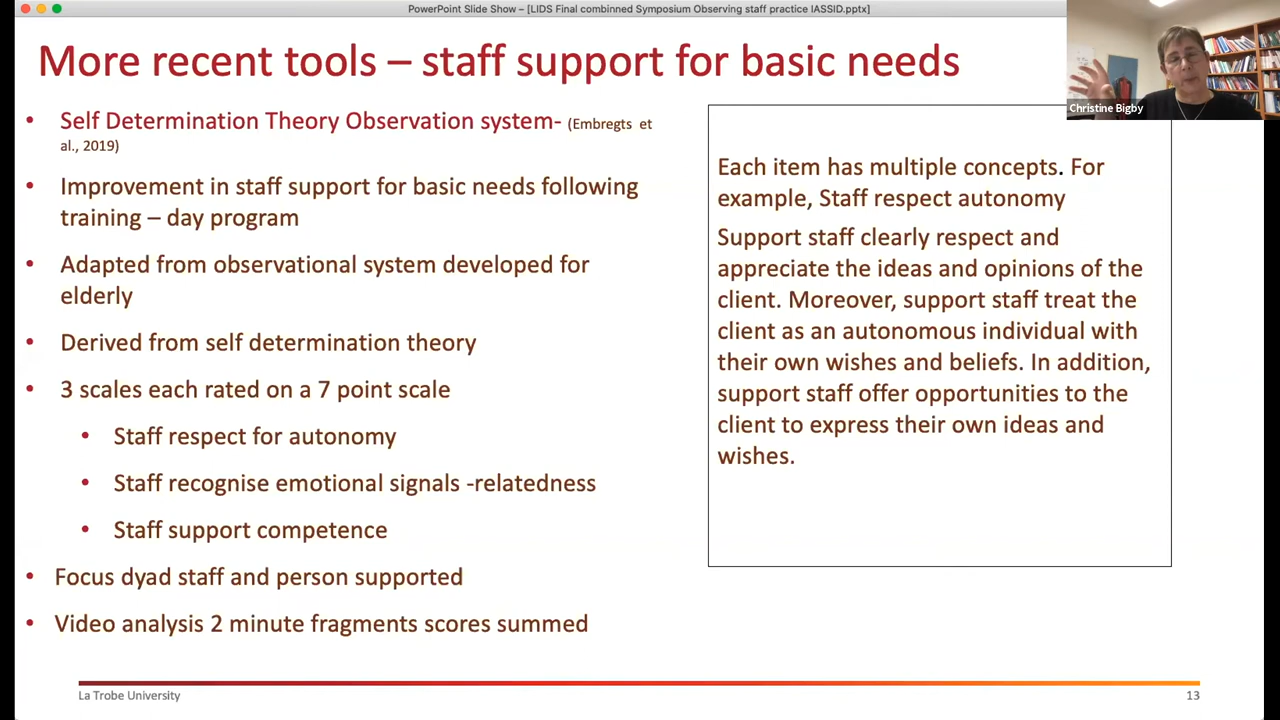 PowerPoint Slide Show – [LIDS Final combinned Symposium Observing staff practice IASSID.pptx]
More recent tools – staff support for basic needs
Christine Bigby
• Self Determination Theory Observation system- (Embregts et
al., 2019)
• Improvement in staff support for basic needs following
training – day program
• Adapted from observational system developed for
elderly
• Derived from self determination theory
• 3 scales each rated on a 7 point scale
• Staff respect for autonomy
• Staff recognise emotional signals -relatedness
• Staff support competence
• Focus dyad staff and person supported
• Video analysis 2 minute fragments scores summed
Each item has multiple concepts. For
example, Staff respect autonomy
Support staff clearly respect and
appreciate the ideas and opinions of the
client. Moreover, support staff treat the
client as an autonomous individual with
their own wishes and beliefs. In addition,
support staff offer opportunities to the
client to express their own ideas and
wishes.
La Trobe University
13